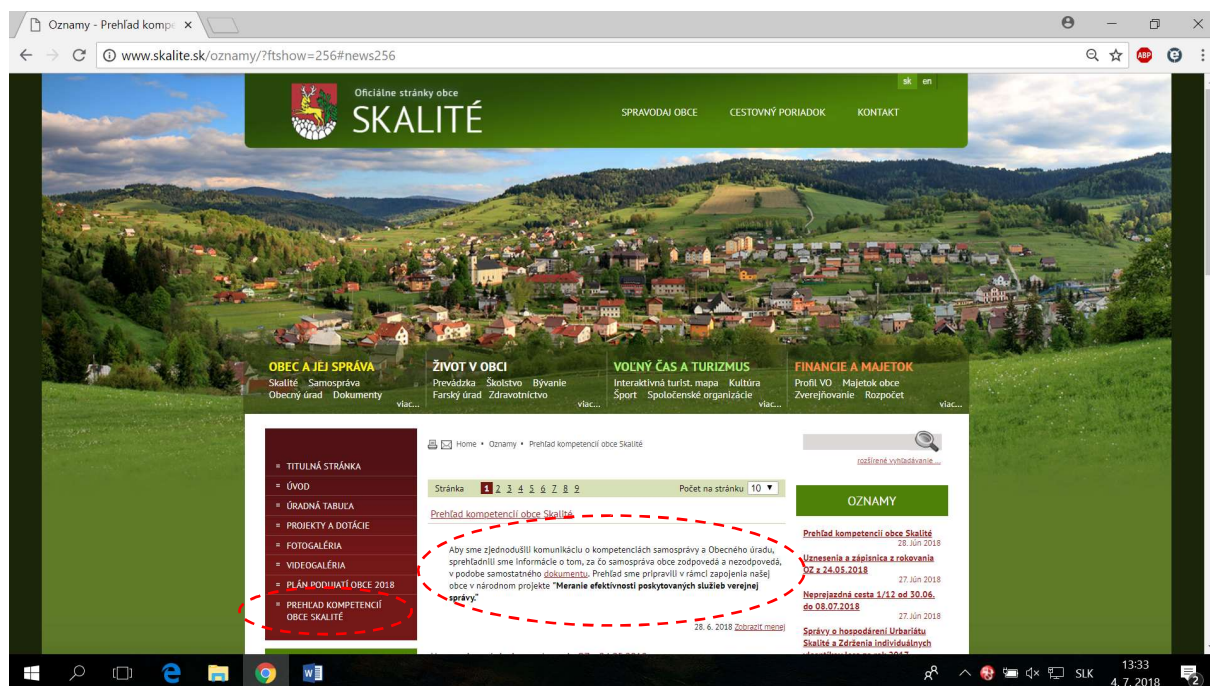 Oznamy - Prehľad komp
www.skalite.sk/oznamy/?ftshow=256#news256
ABP
sk en
Oficiálne stránky obce
SKALITÉ
SPRAVODAJ OBCE CESTOVNÝ PORIADOK KONTAKT
OBEC A JEJ SPRÁVA
Skalité Samospráva
Obecný úrad Dokumenty
viac...
ŽIVOT V OBCI
Prevádzka Školstvo Bývanie
Farský úrad Zdravotníctvo
viac...
VOĽNÝ ČAS A TURIZMUS
Interaktívna turist. mapa Kultúra
Šport Spoločenské organizácie
viac...
FINANCIE A MAJETOK
Profil VO Majetok obce
Zverejňovanie Rozpočet
viac...
TITULNÁ STRÁNKA
ÚVOD
ÚRADNÁ TABUĽA
PROJEKTY A DOTÁCIE
FOTOGALÉRIA
VIDEOGALÉRIA
PLÁN PODUJATÍ OBCE 2018
PREHĽAD KOMPETENCIÍ
OBCE SKALITÉ
Home • Oznamy • Prehľad kompetencií obce Skalité
Stránka 1 2 3 4 5 6 7 8 9 Počet na stránku 10
Prehľad kompetencií obce Skalité
Aby sme zjednodušili komunikáciu o kompetenciách samosprávy a Obecného úradu,
sprehľadnili sme informácie o tom, za čo samospráva obce zodpovedá a nezodpovedá,
v podobe samostatného dokumentu. Prehľad sme pripravili v rámci zapojenia našej
obce v národnom projekte "Meranie efektívnosti poskytovaných služieb verejnej
správy."
28. 6. 2018 Zobraziť menej
rozšírené vyhľadávanie ...
OZNAMY
Prehľad kompetencií obce Skalité
28. Jún 2018
Uznesenia a zápisnica z rokovania
OZ z 24.05.2018
27. Jún 2018
Neprejazdná cesta 1/12 od 30.06.
do 08.07.2018
27. Jún 2018
Správy o hospodárení Urbariátu
Skalité a Združenia individuálnych
SLK
13:33
4. 7. 2018
2